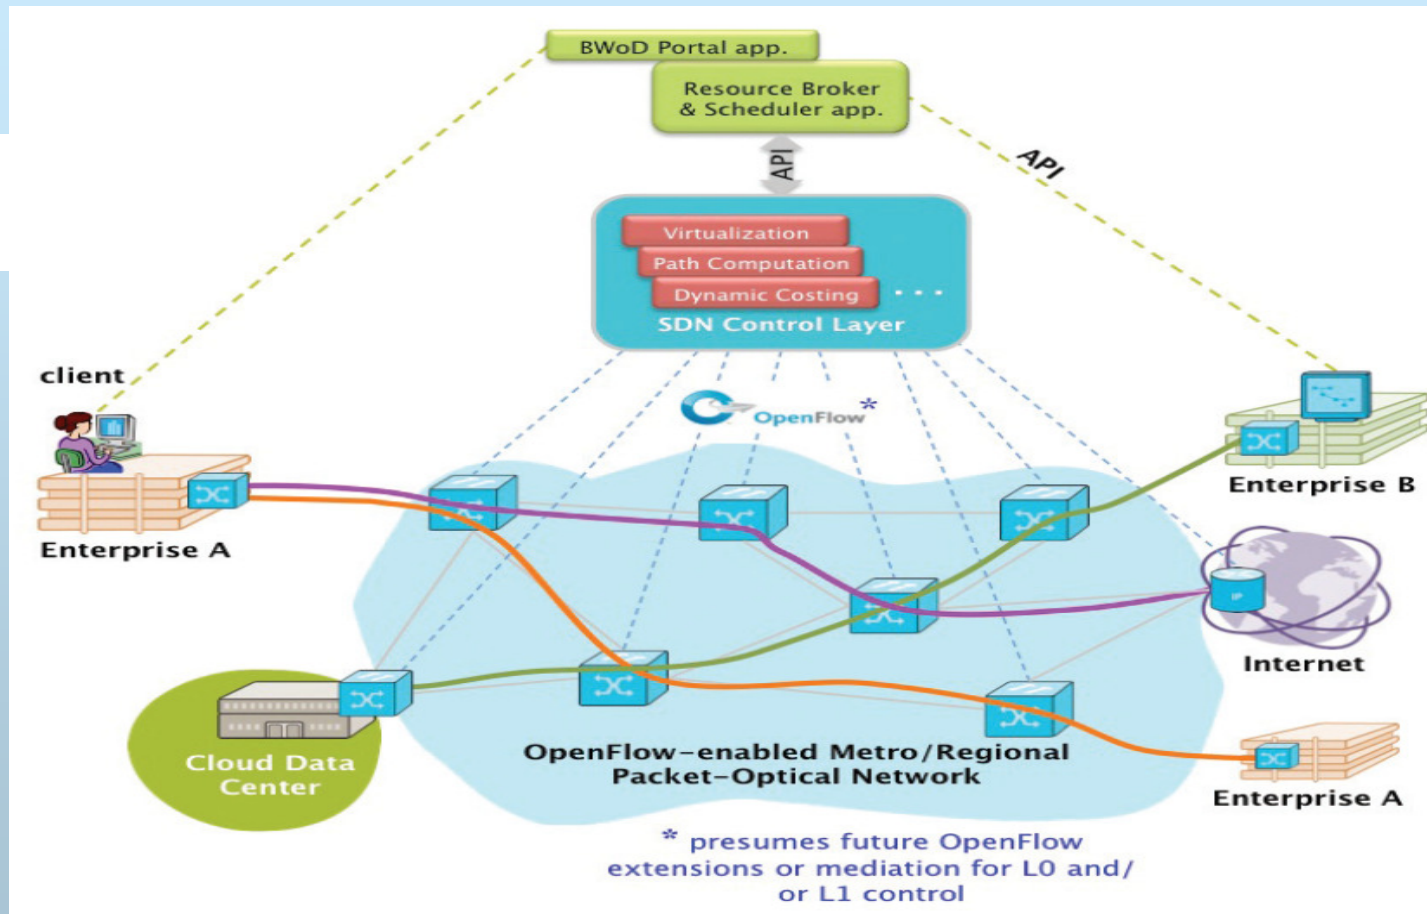 BWoD Portal app.
Resource Broker
& Scheduler app.
API
API
Virtualization
Path Computation
Dynamic Costing
. . .
SDN Control Layer
client
OpenFlow*
Enterprise A
Enterprise B
IP
Internet
Cloud Data
Center
OpenFlow-enabled Metro/Regional
Packet-Optical Network
Enterprise A
* presumes future OpenFlow
extensions or mediation for L0 and/
or L1 control